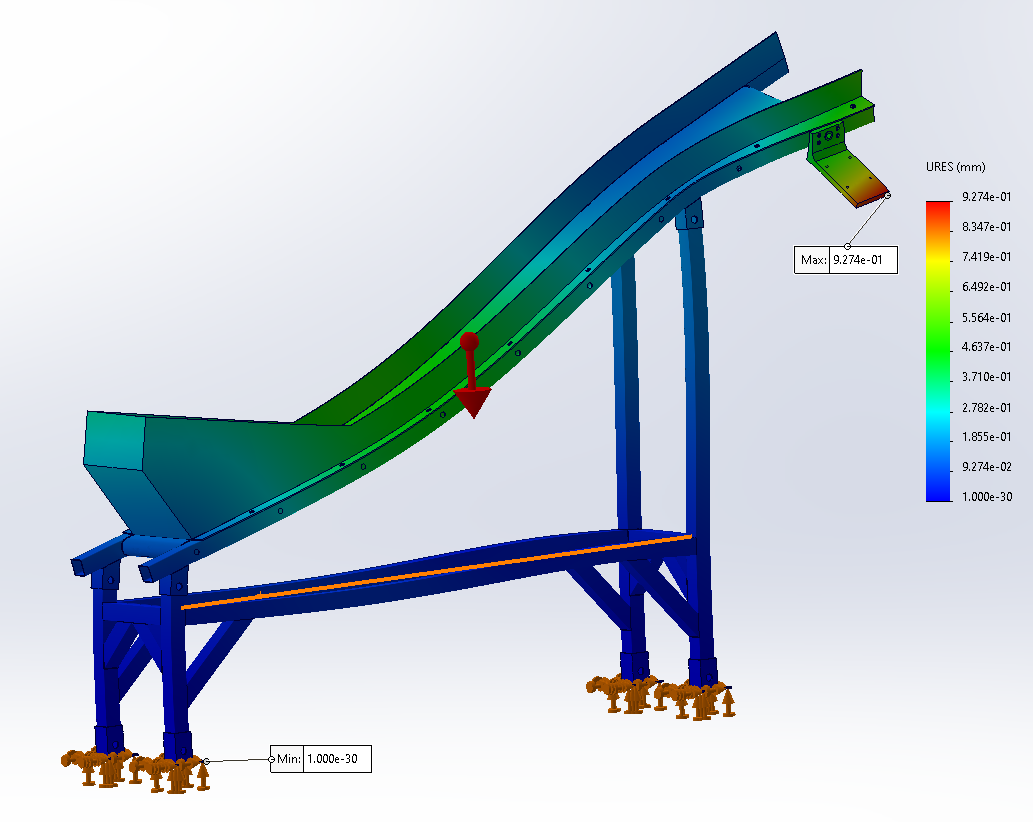 URES (mm)
9.274e-01
8.347e-01
7.419e-01
6.492e-01
5.564e-01
4.637e-01
3.710e-01
2.782e-01
1.855e-01
9.274e-02
1.000e-30
Max: 9.274e-01
Min: 1.000e-30